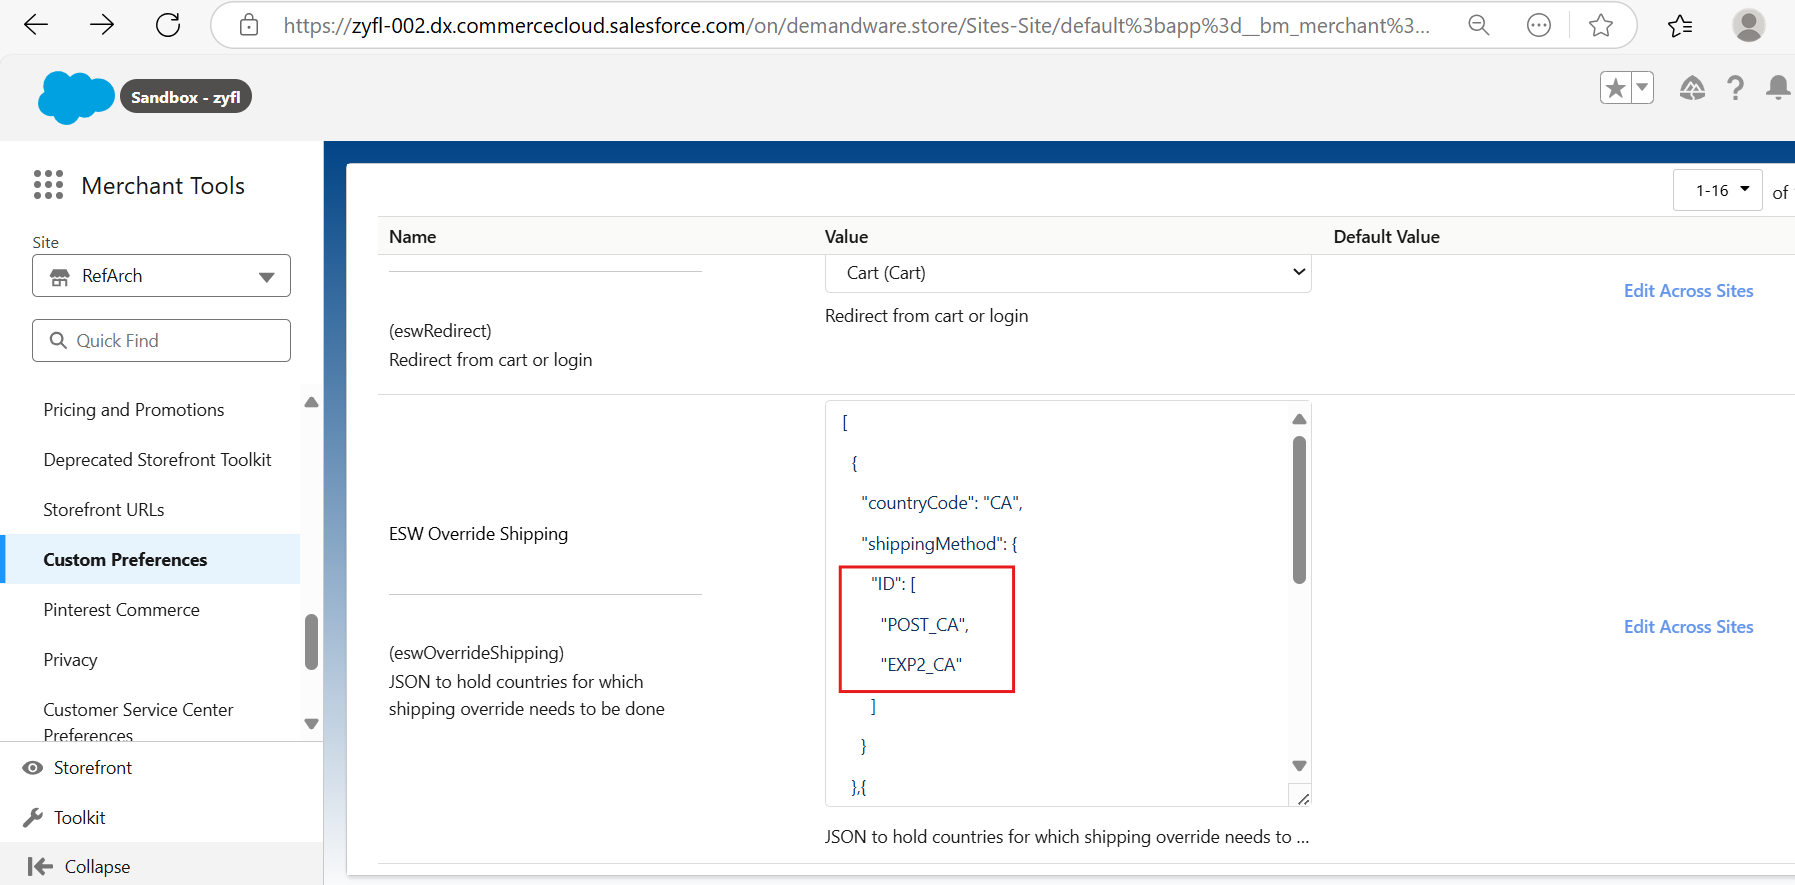 https://zyfl-002.dx.commercecloud.salesforce.com/on/demandware.store/Sites-Site/default%3bapp%3d__bm_merchant%3...
Sandbox - zyfl
Merchant Tools
Site
RefArch
Quick Find
Pricing and Promotions
Deprecated Storefront Toolkit
Storefront URLs
Custom Preferences
Pinterest Commerce
Privacy
Customer Service Center
Preferences
Storefront
Toolkit
Collapse
1-16
of
Name
Value
Default Value
Cart (Cart)
Edit Across Sites
Redirect from cart or login
(eswRedirect)
Redirect from cart or login
ESW Override Shipping
(eswOverrideShipping)
JSON to hold countries for which
shipping override needs to be done
[
{
"countryCode": "CA",
"shippingMethod": {
"ID": [
"POST_CA",
"EXP2_CA"
]
}
},{
Edit Across Sites
JSON to hold countries for which shipping override needs to ...